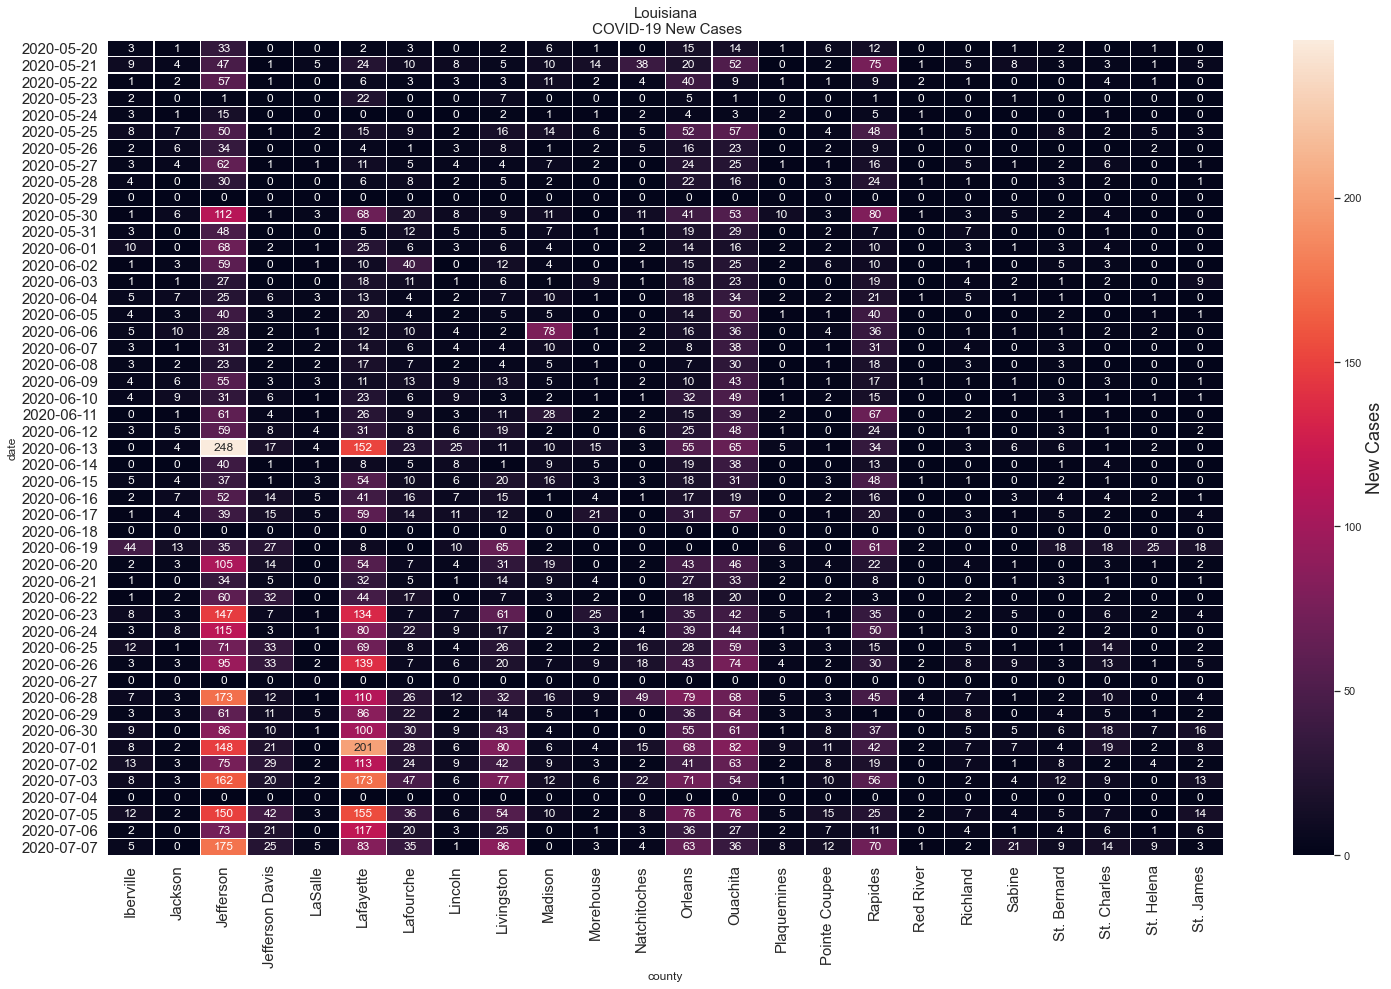 Louisiana
COVID-19 New Cases
2020-05-20 3 1 33 0 0 2 3 0 2 6 1 0 15 14 1 6 12 0 0 1 2 0 1 0
2020-05-21 9 4 47 1 5 24 10 8 5 10 14 38 20 52 0 2 75 1 5 8 3 3 1 5
2020-05-22 1 2 57 1 0 6 3 3 3 11 2 4 40 9 1 1 9 2 1 0 0 4 1 0
2020-05-23 2 0 1 0 0 22 0 0 7 0 0 0 5 1 0 0 1 0 0 1 0 0 0 0
2020-05-24 3 1 15 0 0 0 0 0 2 1 1 2 4 3 2 0 5 1 0 0 0 1 0 0
2020-05-25 8 7 50 1 2 15 9 2 16 14 6 5 52 57 0 4 48 1 5 0 8 2 5 3
2020-05-26 2 6 34 0 0 4 1 3 8 1 2 5 16 23 0 2 9 0 0 0 0 0 2 0
2020-05-27 3 4 62 1 1 11 5 4 4 7 2 0 24 25 1 1 16 0 5 1 2 6 0 1
2020-05-28 4 0 30 0 0 6 8 2 5 2 0 0 22 16 0 3 24 1 1 0 3 2 0 1
2020-05-29 0 0 0 0 0 0 0 0 0 0 0 0 0 0 0 0 0 0 0 0 0 0 0 0
2020-05-30 1 6 112 1 3 68 20 8 9 11 0 11 41 53 10 3 80 1 3 5 2 4 0 0
2020-05-31 3 0 48 0 0 5 12 5 5 7 1 1 19 29 0 2 7 0 7 0 0 1 0 0
2020-06-01 10 0 68 2 1 25 6 3 6 4 0 2 14 16 2 2 10 0 3 1 3 4 0 0
2020-06-02 1 3 59 0 1 10 40 0 12 4 0 1 15 25 2 6 10 0 1 0 5 3 0 0
2020-06-03 1 1 27 0 0 18 11 1 6 1 9 1 18 23 0 0 19 0 4 2 1 2 0 9
2020-06-04 5 7 25 6 3 13 4 2 7 10 1 0 18 34 2 2 21 1 5 1 1 0 1 0
2020-06-05 4 3 40 3 2 20 4 2 5 5 0 0 14 50 1 1 40 0 0 0 2 0 1 1
2020-06-06 5 10 28 2 1 12 10 4 2 78 1 2 16 36 0 4 36 0 1 1 1 2 2 0
2020-06-07 3 1 31 2 2 14 6 4 4 10 0 2 8 38 0 1 31 0 4 0 3 0 0 0
2020-06-08 3 2 23 2 2 17 7 2 4 5 1 0 7 30 0 1 18 0 3 0 3 0 0 0
2020-06-09 4 6 55 3 3 11 13 9 13 5 1 2 10 43 1 1 17 1 1 1 0 3 0 1
2020-06-10 4 9 31 6 1 23 6 9 3 2 1 1 32 49 1 2 15 0 0 1 3 1 1 1
2020-06-11 0 1 61 4 1 26 9 3 11 28 2 2 15 39 2 0 67 0 2 0 1 1 0 0
2020-06-12 3 5 59 8 4 31 8 6 19 2 0 6 25 48 1 0 24 0 1 0 3 1 0 2
2020-06-13 0 4 248 17 4 152 23 25 11 10 15 3 55 65 5 1 34 0 3 6 6 1 2 0
2020-06-14 0 0 40 1 1 8 5 8 1 9 5 0 19 38 0 0 13 0 0 0 1 4 0 0
2020-06-15 5 4 37 1 3 54 10 6 20 16 3 3 18 31 0 3 48 1 1 0 2 1 0 0
2020-06-16 2 7 52 14 5 41 16 7 15 1 4 1 17 19 0 2 16 0 0 3 4 4 2 1
2020-06-17 1 4 39 15 5 59 14 11 12 0 21 0 31 57 0 1 20 0 3 1 5 2 0 4
2020-06-18 0 0 0 0 0 0 0 0 0 0 0 0 0 0 0 0 0 0 0 0 0 0 0 0
2020-06-19 44 13 35 27 0 8 0 10 65 2 0 0 0 0 6 0 61 2 0 0 18 18 25 18
2020-06-20 2 3 105 14 0 54 7 4 31 19 0 2 43 46 3 4 22 0 4 1 0 3 1 2
2020-06-21 1 0 34 5 0 32 5 1 14 9 4 0 27 33 2 0 8 0 0 1 3 1 0 1
2020-06-22 1 2 60 32 0 44 17 0 7 3 2 0 18 20 0 2 3 0 2 0 0 2 0 0
2020-06-23 8 3 147 7 1 134 7 7 61 0 25 1 35 42 5 1 35 0 2 5 0 6 2 4
2020-06-24 3 8 115 3 1 80 22 9 17 2 3 4 39 44 1 1 50 1 3 0 2 2 0 0
2020-06-25 12 1 71 33 0 69 8 4 26 2 2 16 28 59 3 3 15 0 5 1 1 14 0 2
2020-06-26 3 3 95 33 2 139 7 6 20 7 9 18 43 74 4 2 30 2 8 9 3 13 1 5
2020-06-27 0 0 0 0 0 0 0 0 0 0 0 0 0 0 0 0 0 0 0 0 0 0 0 0
2020-06-28 7 3 173 12 1 110 26 12 32 16 9 49 79 68 5 3 45 4 7 1 2 10 0 4
2020-06-29 3 3 61 11 5 86 22 2 14 5 1 0 36 64 3 3 1 0 8 0 4 5 1 2
2020-06-30 9 0 86 10 1 100 30 9 43 4 0 0 55 61 1 8 37 0 5 5 6 18 7 16
2020-07-01 8 2 148 21 0 201 28 6 80 6 4 15 68 82 9 11 42 2 7 7 4 19 2 8
2020-07-02 13 3 75 29 2 113 24 9 42 9 3 2 41 63 2 8 19 0 7 1 8 2 4 2
2020-07-03 8 3 162 20 2 173 47 6 77 12 6 22 71 54 1 10 56 0 2 4 12 9 0 13
2020-07-04 0 0 0 0 0 0 0 0 0 0 0 0 0 0 0 0 0 0 0 0 0 0 0 0
2020-07-05 12 2 150 42 3 155 36 6 54 10 2 8 76 76 5 15 25 2 7 4 5 7 0 14
2020-07-06 2 0 73 21 0 117 20 3 25 0 1 3 36 27 2 7 11 0 4 1 4 6 1 6
2020-07-07 5 0 175 25 5 83 35 1 86 0 3 4 63 36 8 12 70 1 2 21 9 14 9 3
date
Iberville
Jackson
Jefferson
Jefferson Davis
LaSalle
Lafayette
Lafourche
Lincoln
Livingston
Madison
Morehouse
Natchitoches
Orleans
Ouachita
Plaquemines
Pointe Coupee
Rapides
Red River
Richland
Sabine
St. Bernard
St. Charles
St. Helena
St. James
county
200
150
100
50
0
New Cases